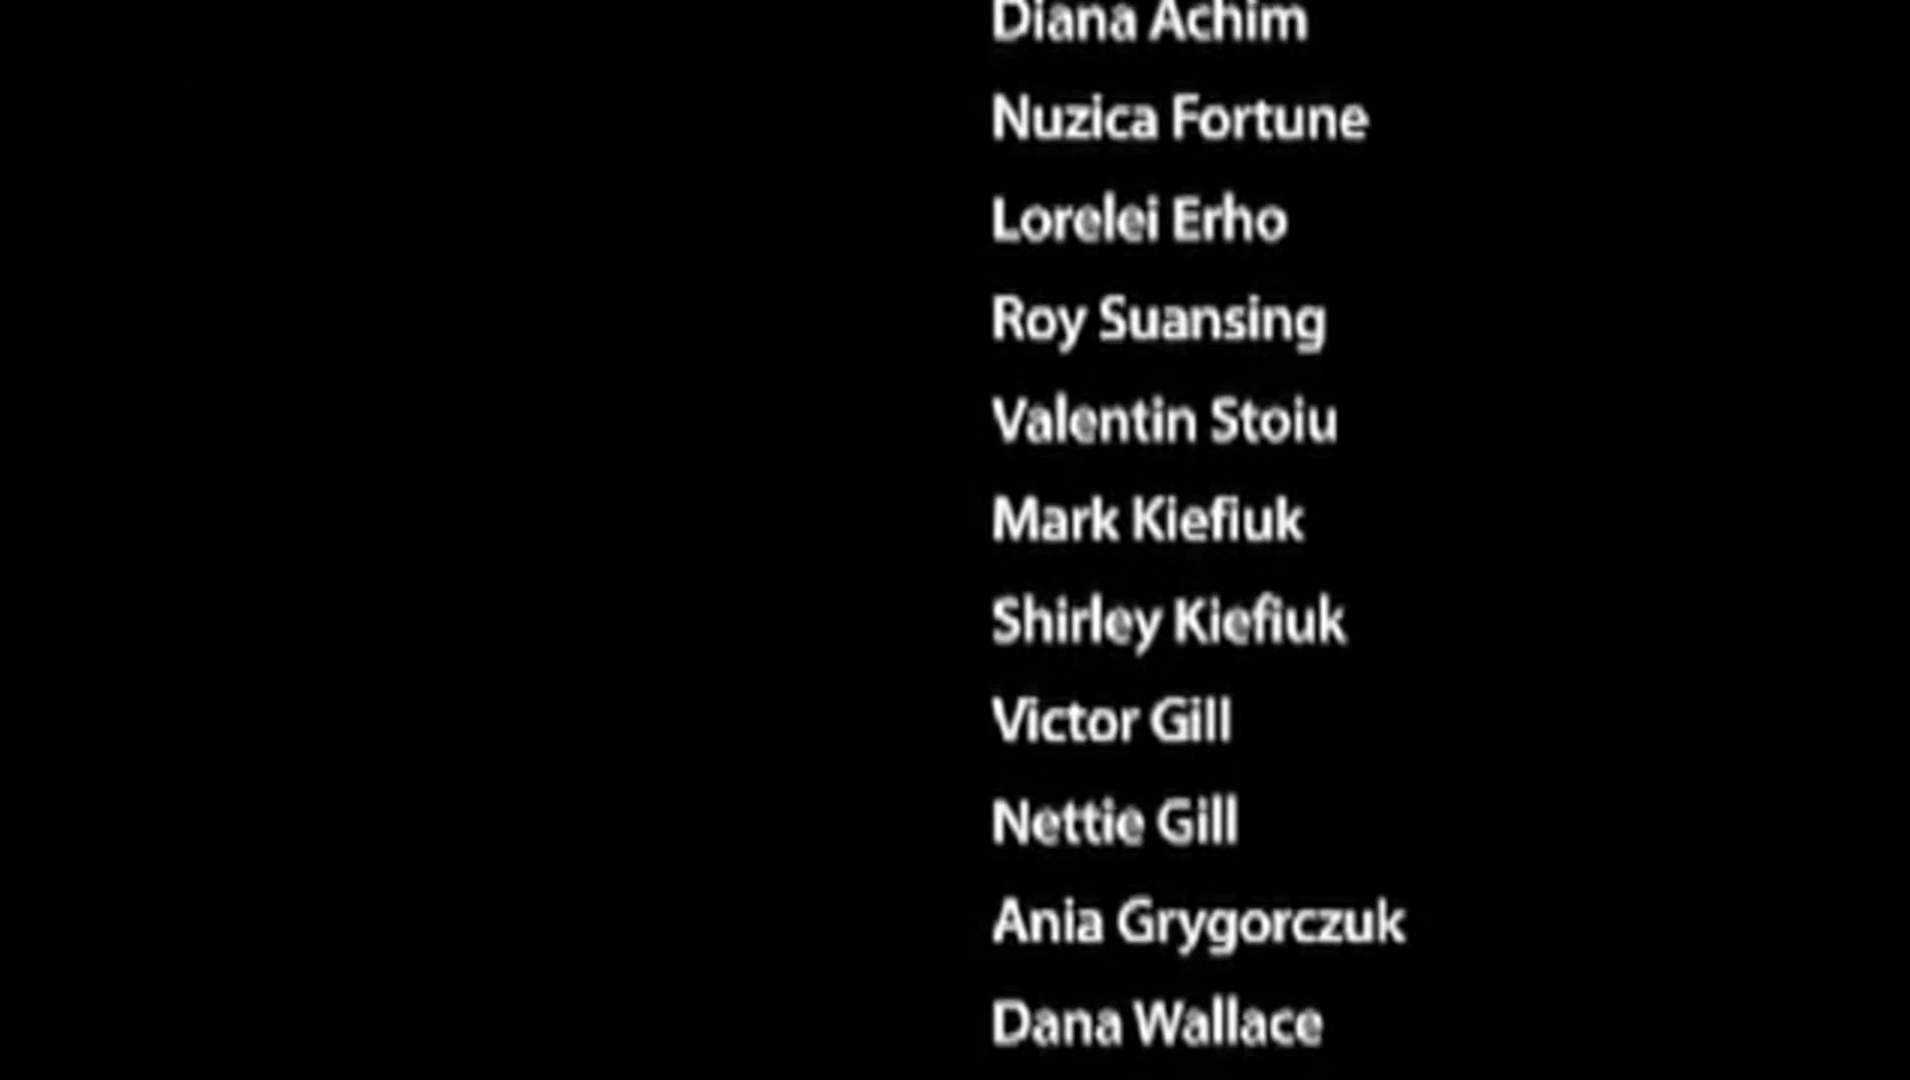 Diana Achim
Nuzica Fortune
Lorelei Erho
Roy Suansing
Valentin Stoiu
Mark Kiefiuk
Shirley Kiefiuk
Victor Gill
Nettie Gill
Ania Grygorczuk
Dana Wallace